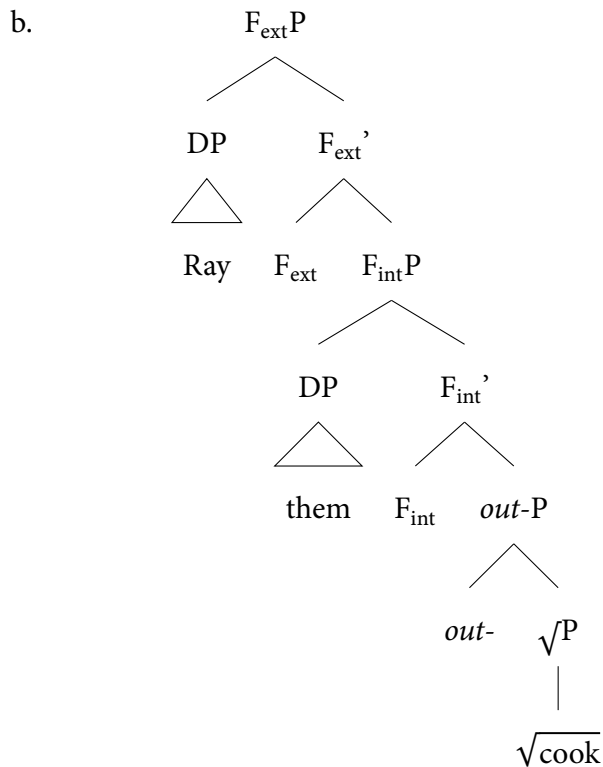 b. FextP
DP Fext’
Ray Fext FintP
DP Fint’
them Fint out-P
out- √P
√cook